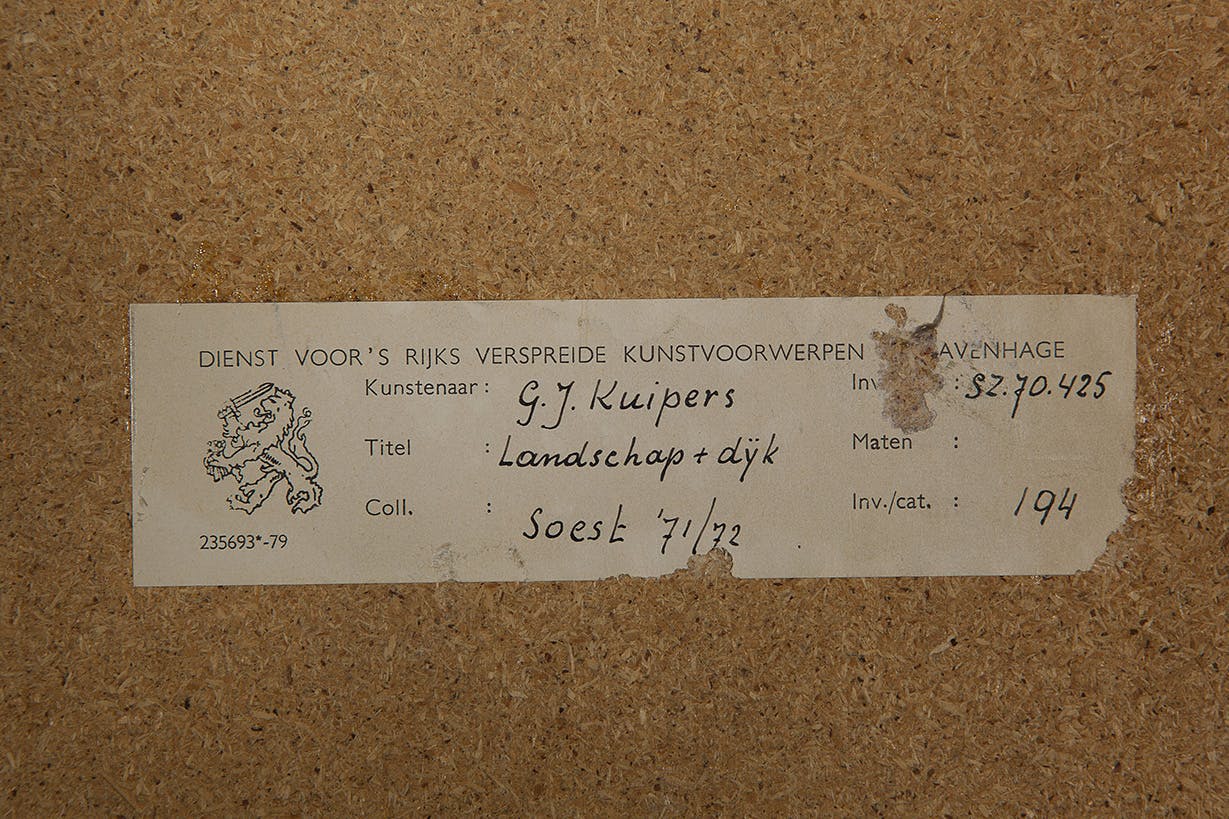 DIENST VOOR'S RIJKS VERSPREIDE KUNSTVOORWERPEN
Kunstenaar: G.J. Kuipers : SZ.70.425
Titel : Landschap + dijk Maten :
Coll. : Soest '71/72 Inv./cat. : 194
235693*-79